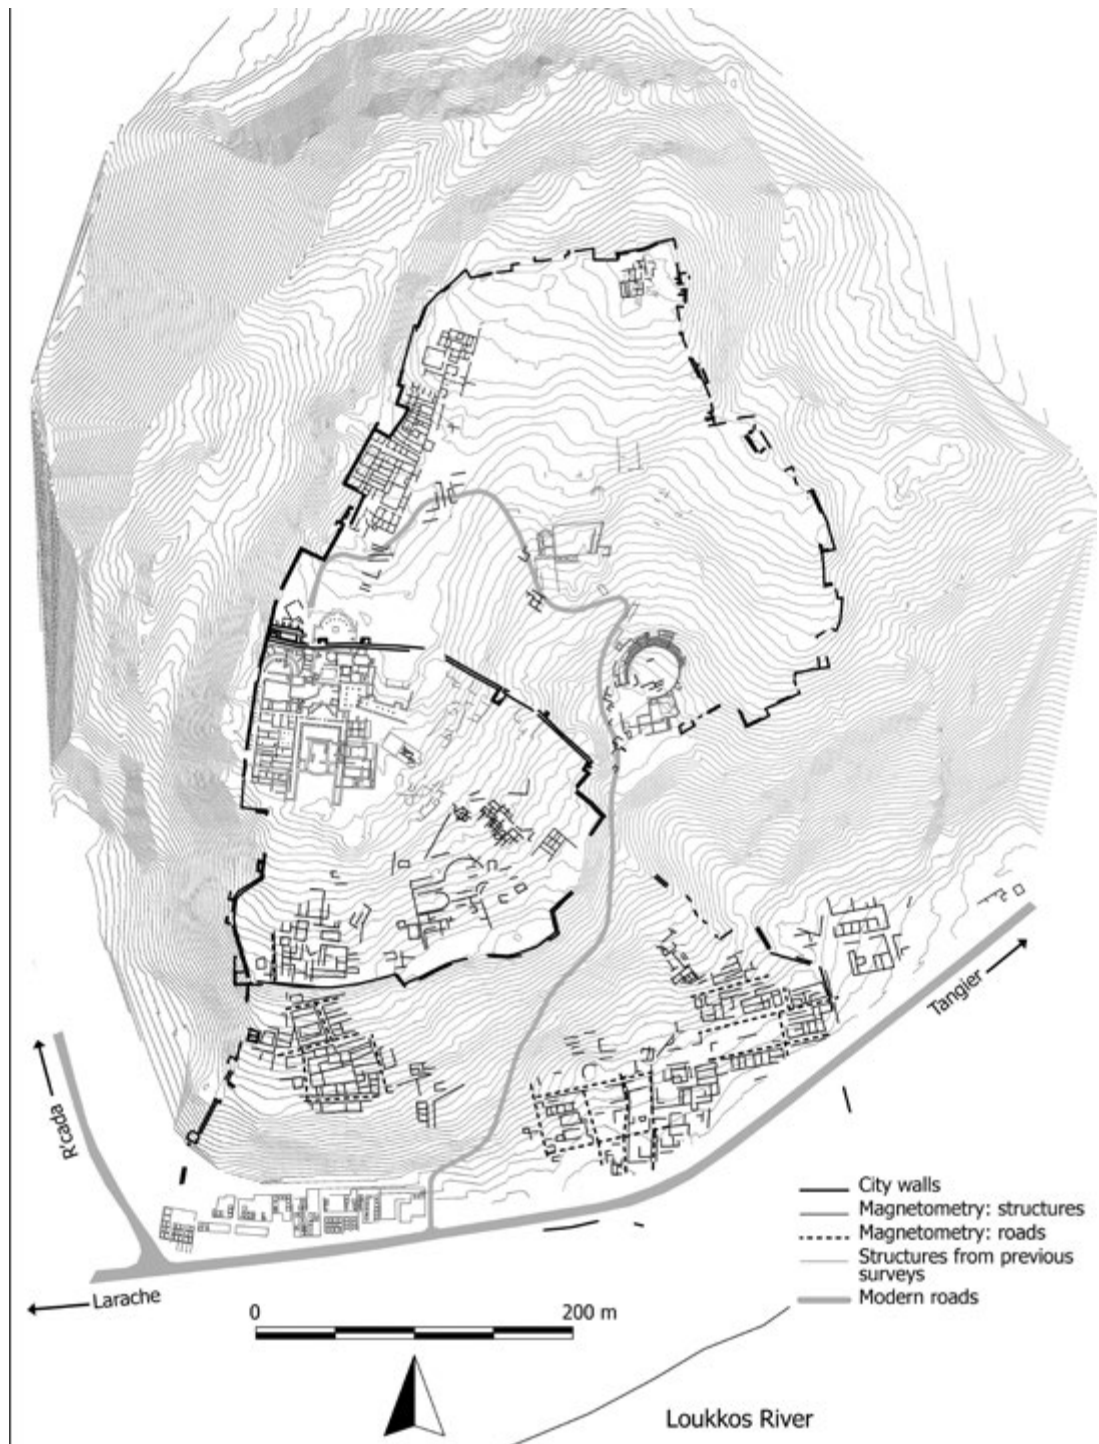 Tangier
R'cada
City walls
Magnetometry: structures
Magnetometry: roads
Structures from previous
surveys
Modern roads
Larache
0 200 m
Loukkos River